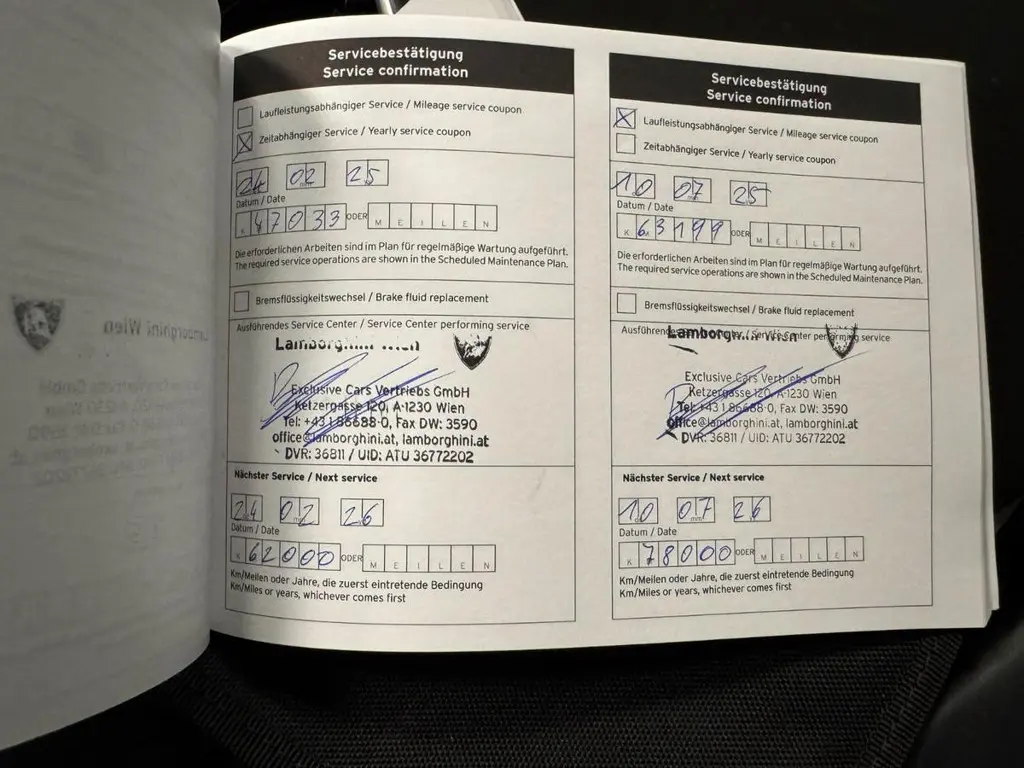 Servicebestätigung
Service confirmation
Laufleistungsabhängiger Service / Mileage service coupon
Zeitabhängiger Service / Yearly service coupon
24 02 25
Datum / Date
47033 ODER MEILEN
Die erforderlichen Arbeiten sind im Plan für regelmäßige Wartung aufgeführt.
The required service operations are shown in the Scheduled Maintenance Plan.
Bremsflüssigkeitswechsel / Brake fluid replacement
Ausführendes Service Center / Service Center performing service
Lamborghini Wien
Exclusive Cars Vertriebs GmbH
Ketzergasse 120, A-1230 Wien
Tel: +43 1 86688-0, Fax DW: 3590
office@lamborghini.at, lamborghini.at
DVR: 36811 / UID: ATU 36772202
Nächster Service / Next service
24 02 26
Datum / Date
K 62000 ODER MEILEN
Km/Meilen oder Jahre, die zuerst eintretende Bedingung
Km/Miles or years, whichever comes first
Servicebestätigung
Service confirmation
Laufleistungsabhängiger Service / Mileage service coupon
Zeitabhängiger Service / Yearly service coupon
10 07 25
Datum / Date
K 63199 ODER MEILEN
Die erforderlichen Arbeiten sind im Plan für regelmäßige Wartung aufgeführt.
The required service operations are shown in the Scheduled Maintenance Plan.
Bremsflüssigkeitswechsel / Brake fluid replacement
Ausführendes Service Center / Service Center performing service
Lamborghini Wien
Exclusive Cars Vertriebs GmbH
Ketzergasse 120, A-1230 Wien
Tel: +43 1 86688-0, Fax DW: 3590
office@lamborghini.at, lamborghini.at
DVR: 36811 / UID: ATU 36772202
Nächster Service / Next service
10 07 26
Datum / Date
K 78000 ODER MEILEN
Km/Meilen oder Jahre, die zuerst eintretende Bedingung
Km/Miles or years, whichever comes first